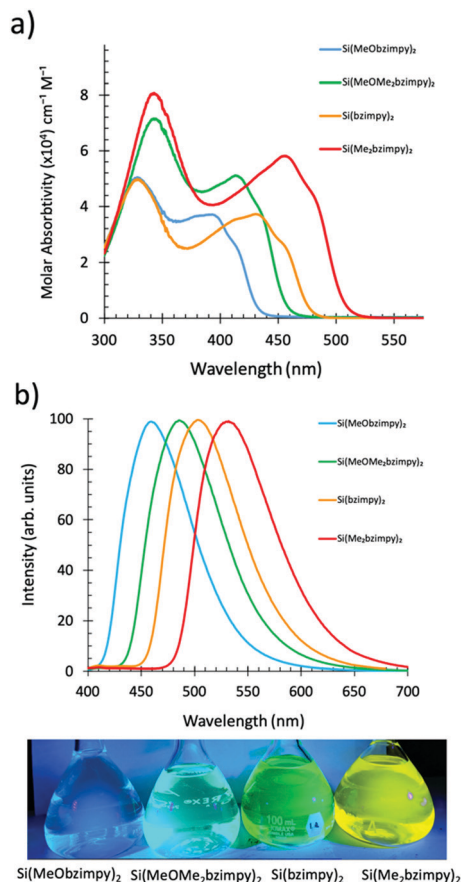 a)
Si(MeObzimpy)₂
Si(MeOMe₂bzimpy)₂
Si(bzimpy)₂
Si(Me₂bzimpy)₂
Molar Absorbtivity (x10⁴) cm⁻¹ M⁻¹
8
6
4
2
0
300 350 400 450 500 550
Wavelength (nm)
b)
Si(MeObzimpy)₂
Si(MeOMe₂bzimpy)₂
Si(bzimpy)₂
Si(Me₂bzimpy)₂
Intensity (arb. units)
100
80
60
40
20
0
400 450 500 550 600 650 700
Wavelength (nm)
100 mL
Si(MeObzimpy)₂ Si(MeOMe₂bzimpy)₂ Si(bzimpy)₂ Si(Me₂bzimpy)₂